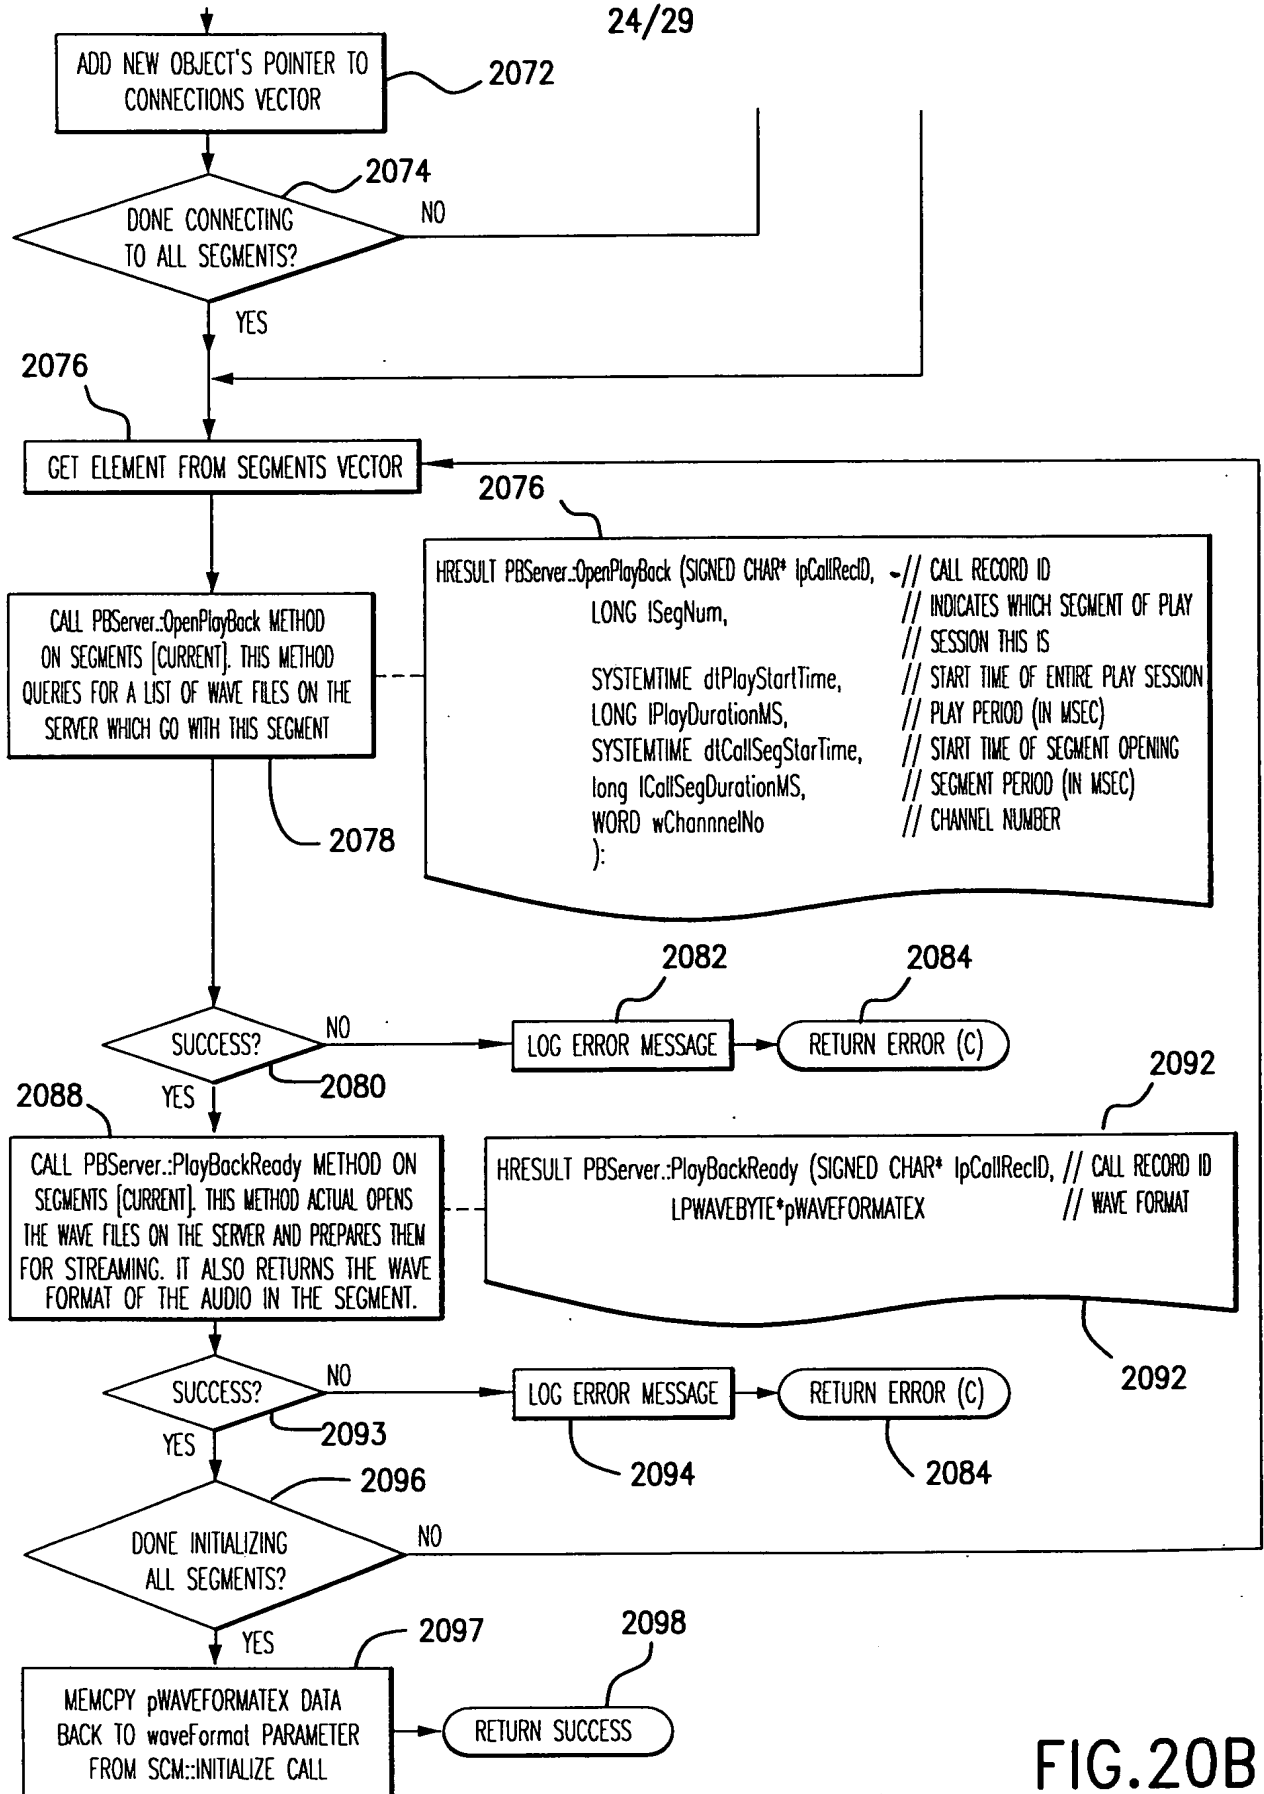 24/29
ADD NEW OBJECT'S POINTER TO
CONNECTIONS VECTOR
2072
2074
DONE CONNECTING
TO ALL SEGMENTS?
NO
YES
2076
GET ELEMENT FROM SEGMENTS VECTOR
2076
HRESULT PBServer.:OpenPlayBack (SIGNED CHAR* lpCallRecID, // CALL RECORD ID
LONG lSegNum, // INDICATES WHICH SEGMENT OF PLAY
// SESSION THIS IS
SYSTEMTIME dtPlayStartTime, // START TIME OF ENTIRE PLAY SESSION
LONG lPlayDurationMS, // PLAY PERIOD (IN MSEC)
SYSTEMTIME dtCallSegStarTime, // START TIME OF SEGMENT OPENING
long lCallSegDurationMS, // SEGMENT PERIOD (IN MSEC)
WORD wChannnelNo // CHANNEL NUMBER
):
CALL PBServer.:OpenPlayBack METHOD
ON SEGMENTS [CURRENT]. THIS METHOD
QUERIES FOR A LIST OF WAVE FILES ON THE
SERVER WHICH GO WITH THIS SEGMENT
2078
SUCCESS?
NO
2080
YES
2082
LOG ERROR MESSAGE
2084
RETURN ERROR (C)
2088
CALL PBServer.:PlayBackReady METHOD ON
SEGMENTS [CURRENT]. THIS METHOD ACTUAL OPENS
THE WAVE FILES ON THE SERVER AND PREPARES THEM
FOR STREAMING. IT ALSO RETURNS THE WAVE
FORMAT OF THE AUDIO IN THE SEGMENT.
2092
HRESULT PBServer.:PlayBackReady (SIGNED CHAR* lpCallRecID, // CALL RECORD ID
LPWAVEBYTE*pWAVEFORMATEX // WAVE FORMAT
2092
SUCCESS?
NO
2093
YES
LOG ERROR MESSAGE
2094
RETURN ERROR (C)
2084
2096
DONE INITIALIZING
ALL SEGMENTS?
NO
YES
2097
MEMCPY pWAVEFORMATEX DATA
BACK TO waveFormat PARAMETER
FROM SCM::INITIALIZE CALL
2098
RETURN SUCCESS
FIG.20B